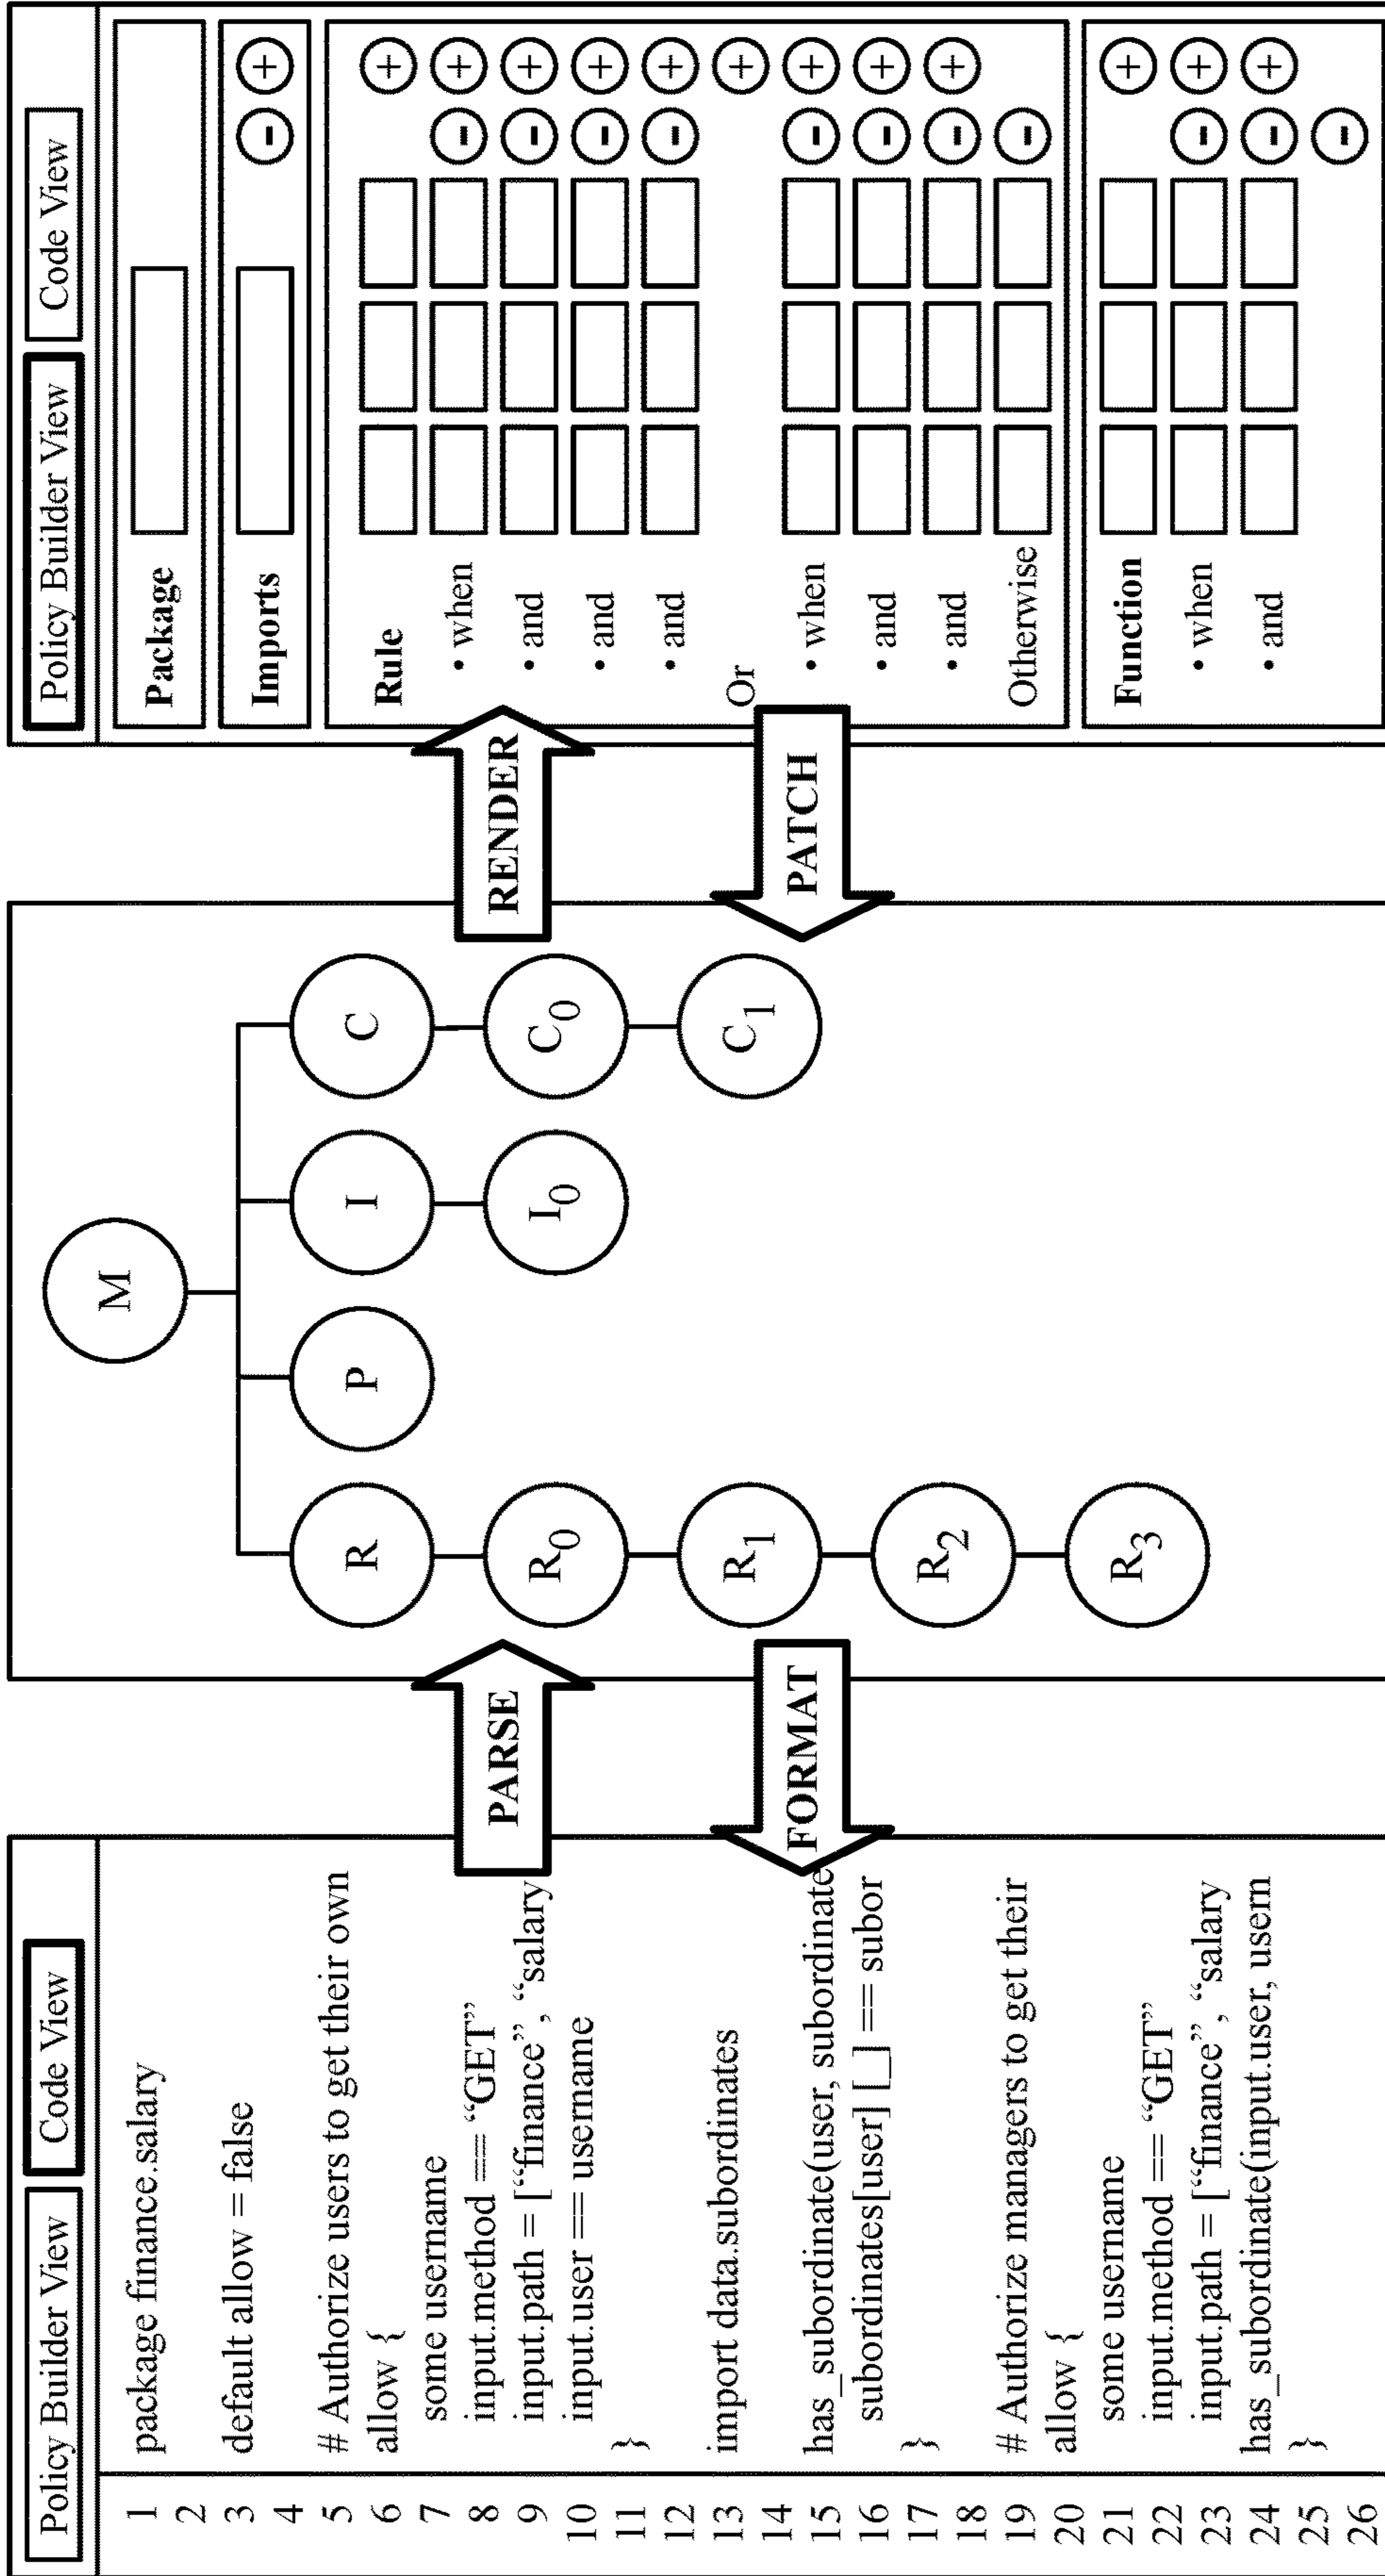 Policy Builder View
Code View
1 package finance.salary
2
3 default allow = false
4
5 # Authorize users to get their own
6 allow {
7 some username
8 input.method == “GET”
9 input.path = [“finance”, “salary
10 input.user == username
11 }
12
13 import data.subordinates
14
15 has_subordinate(user, subordinate
16 subordinates[user] [_] == subor
17 }
18
19 # Authorize managers to get their
20 allow {
21 some username
22 input.method == “GET”
23 input.path = [“finance”, “salary
24 has_subordinate(input.user, usern
25 }
26
PARSE
FORMAT
M
R
P
I
C
R0
I0
C0
R1
C1
R2
R3
RENDER
PATCH
Policy Builder View
Code View
Package
Imports
- +
Rule +
• when - +
• and - +
• and - +
• and - +
Or +
• when - +
• and - +
• and - +
Otherwise -
Function +
• when - +
• and - +
-